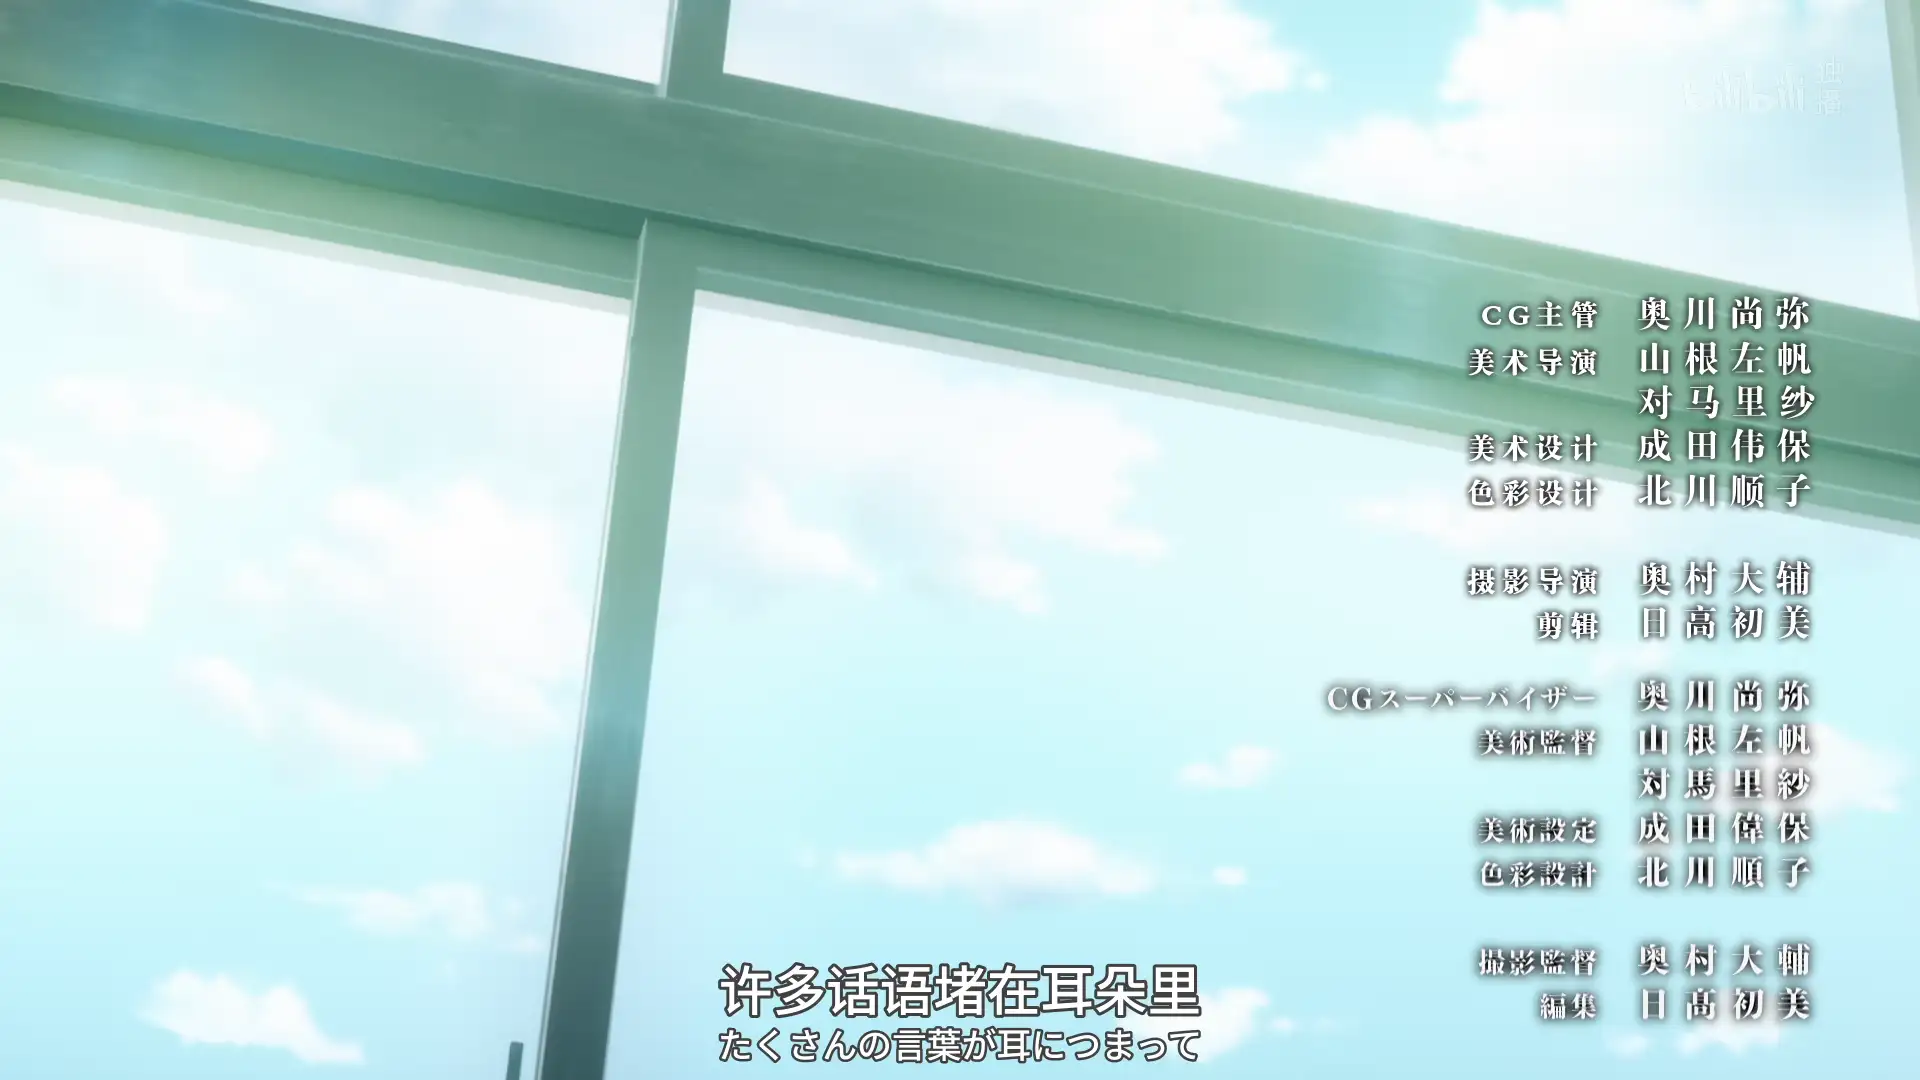 bilibili 独播
CG主管 奥川尚弥
美术导演 山根左帆
对马里纱
美术设计 成田伟保
色彩设计 北川顺子
摄影导演 奥村大辅
剪辑 日高初美
CGスーパーバイザー 奥川尚弥
美術監督 山根左帆
対馬里紗
美術設定 成田偉保
色彩設計 北川順子
撮影監督 奥村大輔
編集 日髙初美
许多话语堵在耳朵里
たくさんの言葉が耳につまって